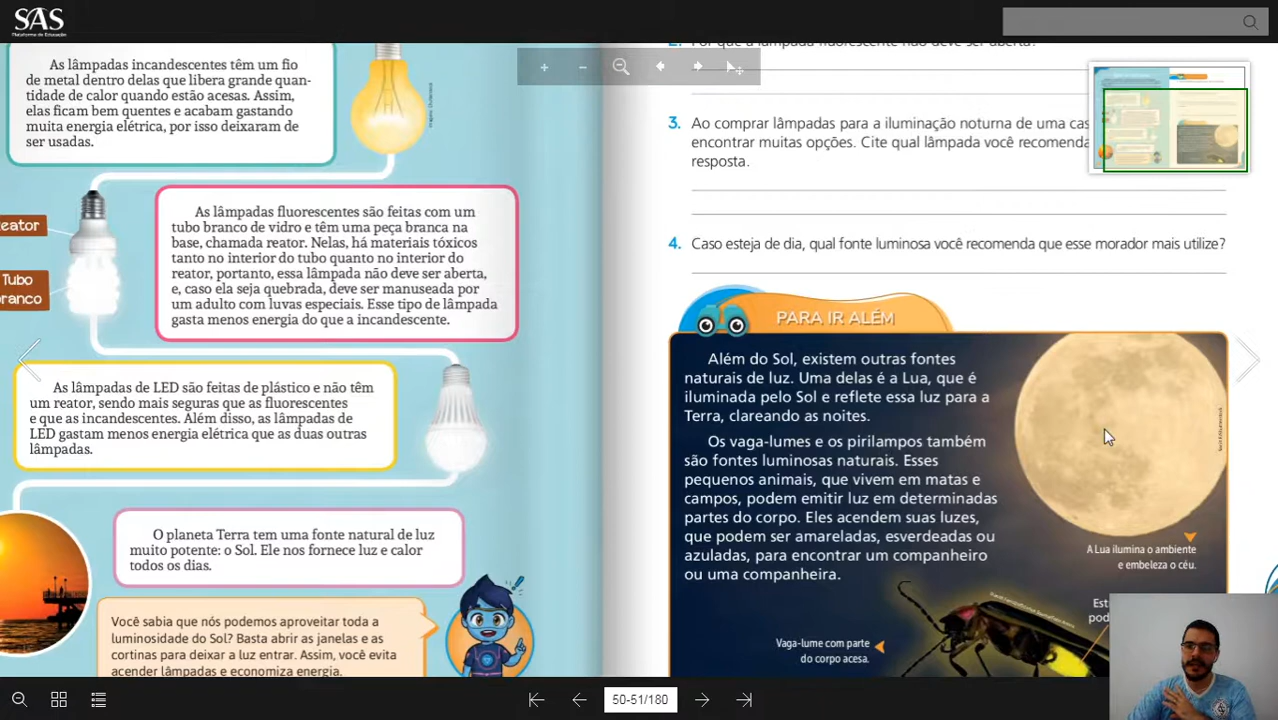 SAS
Plataforma de Educação
As lâmpadas incandescentes têm um fio
de metal dentro delas que libera grande quan-
tidade de calor quando estão acesas. Assim,
elas ficam bem quentes e acabam gastando
muita energia elétrica, por isso deixaram de
ser usadas.
eator
Tubo
ranco
As lâmpadas fluorescentes são feitas com um
tubo branco de vidro e têm uma peça branca na
base, chamada reator. Nelas, há materiais tóxicos
tanto no interior do tubo quanto no interior do
reator, portanto, essa lâmpada não deve ser aberta,
e, caso ela seja quebrada, deve ser manuseada por
um adulto com luvas especiais. Esse tipo de lâmpada
gasta menos energia do que a incandescente.
As lâmpadas de LED são feitas de plástico e não têm
um reator, sendo mais seguras que as fluorescentes
e que as incandescentes. Além disso, as lâmpadas de
LED gastam menos energia elétrica que as duas outras
lâmpadas.
O planeta Terra tem uma fonte natural de luz
muito potente: o Sol. Ele nos fornece luz e calor
todos os dias.
Você sabia que nós podemos aproveitar toda a
luminosidade do Sol? Basta abrir as janelas e as
cortinas para deixar a luz entrar. Assim, você evita
acender lâmpadas e economiza energia.
2. Por que a lâmpada fluorescente não deve ser aberta?
3. Ao comprar lâmpadas para a iluminação noturna de uma cas
encontrar muitas opções. Cite qual lâmpada você recomenda
resposta.
4. Caso esteja de dia, qual fonte luminosa você recomenda que esse morador mais utilize?
PARA IR ALÉM
Além do Sol, existem outras fontes
naturais de luz. Uma delas é a Lua, que é
iluminada pelo Sol e reflete essa luz para a
Terra, clareando as noites.
Os vaga-lumes e os pirilampos também
são fontes luminosas naturais. Esses
pequenos animais, que vivem em matas e
campos, podem emitir luz em determinadas
partes do corpo. Eles acendem suas luzes,
que podem ser amareladas, esverdeadas ou
azuladas, para encontrar um companheiro
ou uma companheira.
A Lua ilumina o ambiente
e embeleza o céu.
Est
pod
Vaga-lume com parte
do corpo acesa.
50-51/180